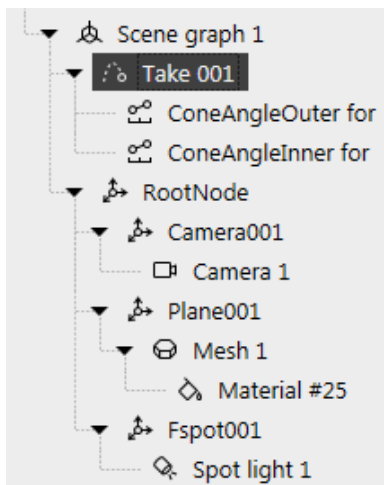 Scene graph 1
Take 001
ConeAngleOuter for
ConeAngleInner for
RootNode
Camera001
Camera 1
Plane001
Mesh 1
Material #25
Fspot001
Spot light 1